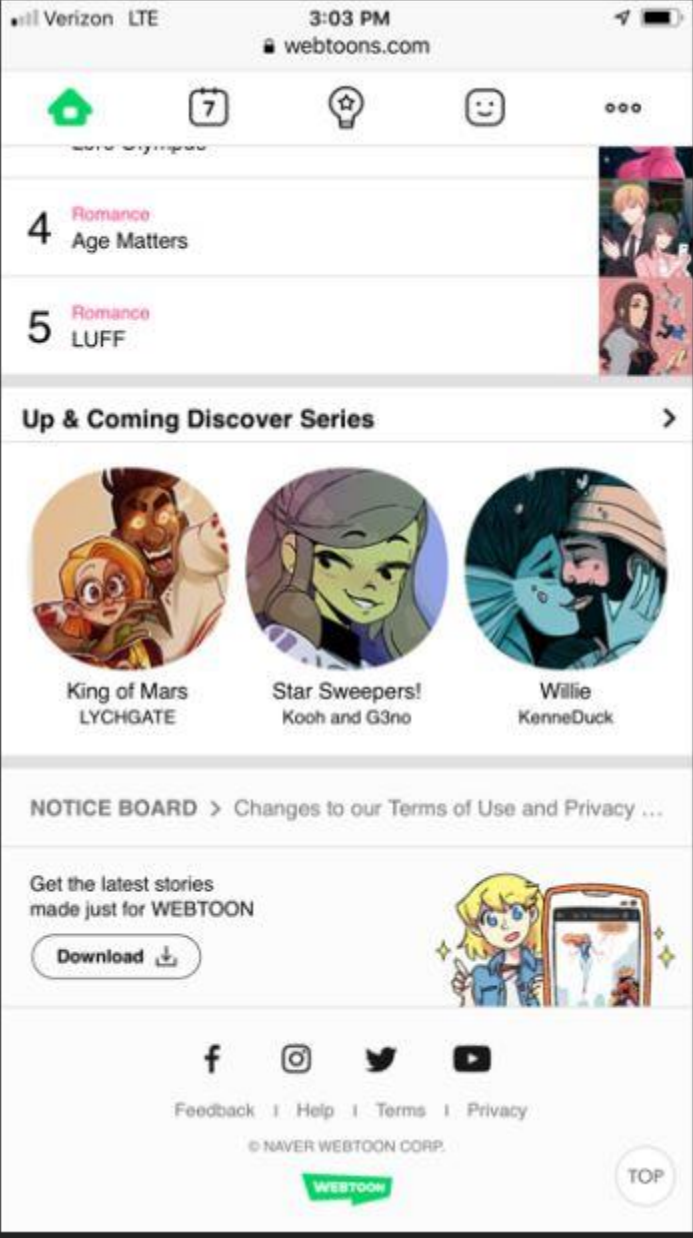 Verizon LTE 3:03 PM
webtoons.com
7
Lore Olympus
4 Romance
Age Matters
5 Romance
LUFF
Up & Coming Discover Series
King of Mars
LYCHGATE
Star Sweepers!
Kooh and G3no
Willie
KenneDuck
NOTICE BOARD > Changes to our Terms of Use and Privacy ...
Get the latest stories
made just for WEBTOON
Download
Feedback | Help | Terms | Privacy
© NAVER WEBTOON CORP.
WEBTOON
TOP